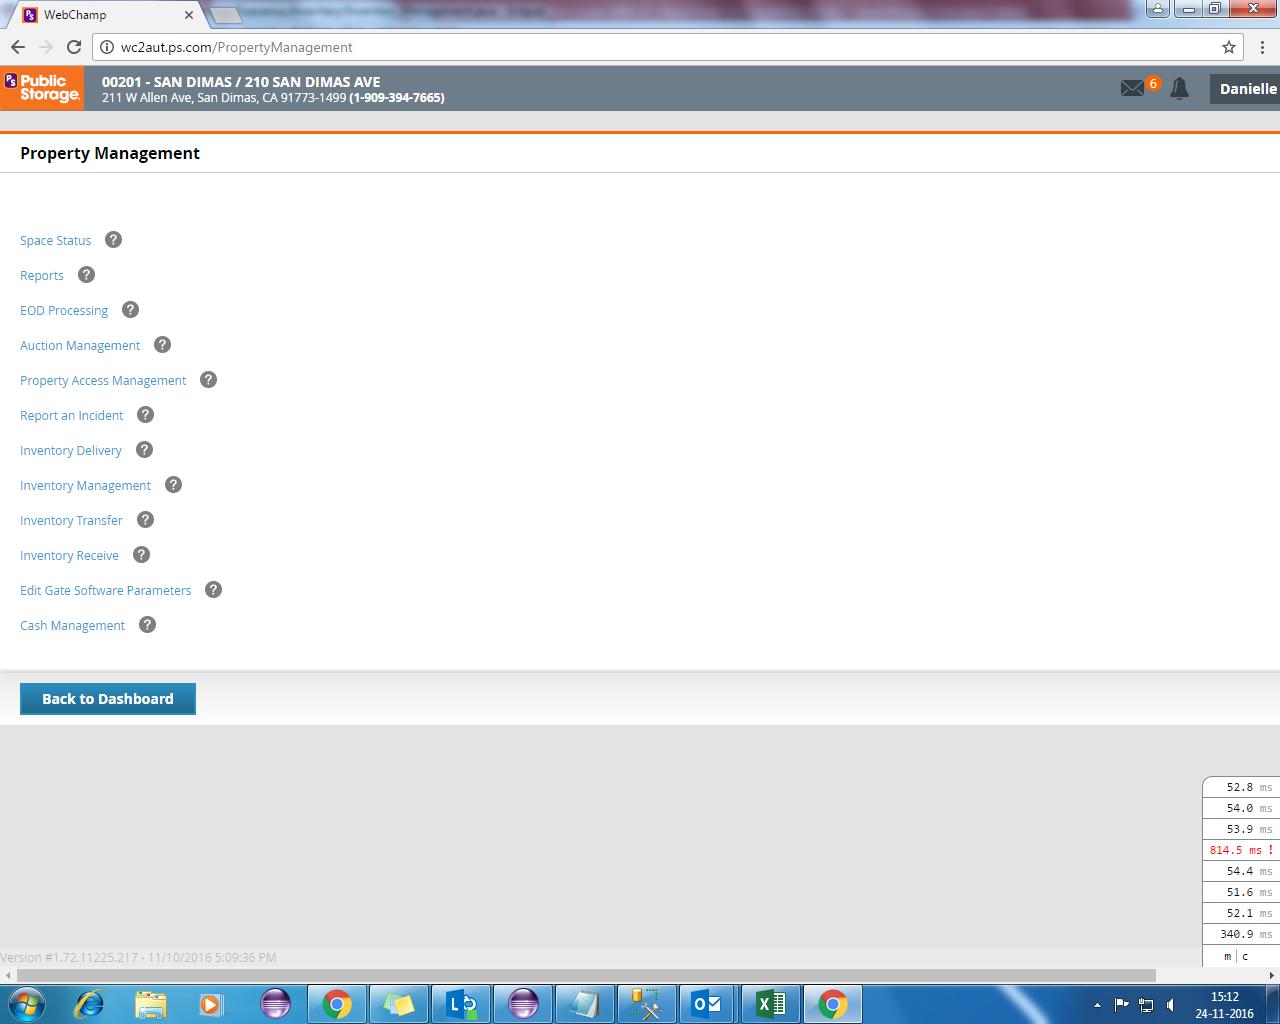 WebChamp
wc2aut.ps.com/PropertyManagement
PS Public Storage.
00201 - SAN DIMAS / 210 SAN DIMAS AVE
211 W Allen Ave, San Dimas, CA 91773-1499 (1-909-394-7665)
6
Danielle
Property Management
Space Status ?
Reports ?
EOD Processing ?
Auction Management ?
Property Access Management ?
Report an Incident ?
Inventory Delivery ?
Inventory Management ?
Inventory Transfer ?
Inventory Receive ?
Edit Gate Software Parameters ?
Cash Management ?
Back to Dashboard
52.8 ms
54.0 ms
53.9 ms
814.5 ms !
54.4 ms
51.6 ms
52.1 ms
340.9 ms
m | c
Version #1.72.11225.217 - 11/10/2016 5:09:36 PM
15:12
24-11-2016